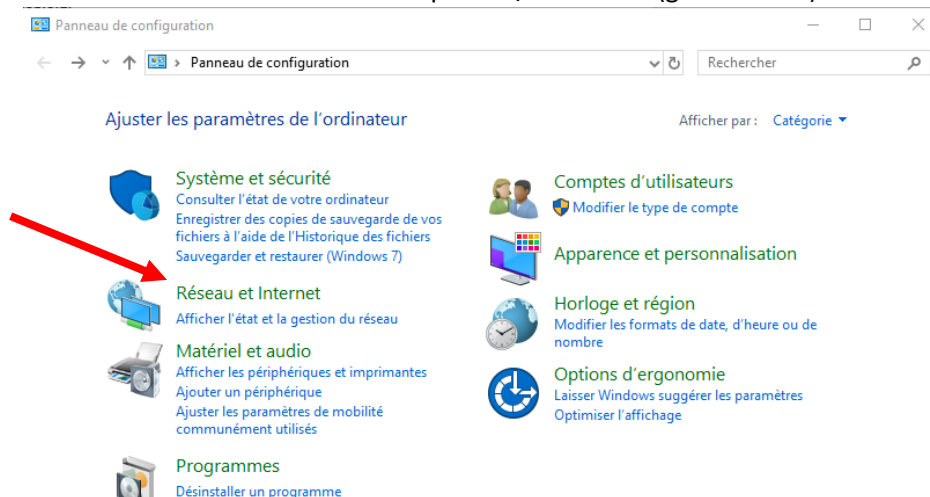 Panneau de configuration
Panneau de configuration
Rechercher
Ajuster les paramètres de l'ordinateur
Afficher par : Catégorie
Système et sécurité
Consulter l'état de votre ordinateur
Enregistrer des copies de sauvegarde de vos
fichiers à l'aide de l'Historique des fichiers
Sauvegarder et restaurer (Windows 7)
Réseau et Internet
Afficher l'état et la gestion du réseau
Matériel et audio
Afficher les périphériques et imprimantes
Ajouter un périphérique
Ajuster les paramètres de mobilité
communément utilisés
Programmes
Désinstaller un programme
Comptes d'utilisateurs
Modifier le type de compte
Apparence et personnalisation
Horloge et région
Modifier les formats de date, d'heure ou de
nombre
Options d'ergonomie
Laisser Windows suggérer les paramètres
Optimiser l'affichage